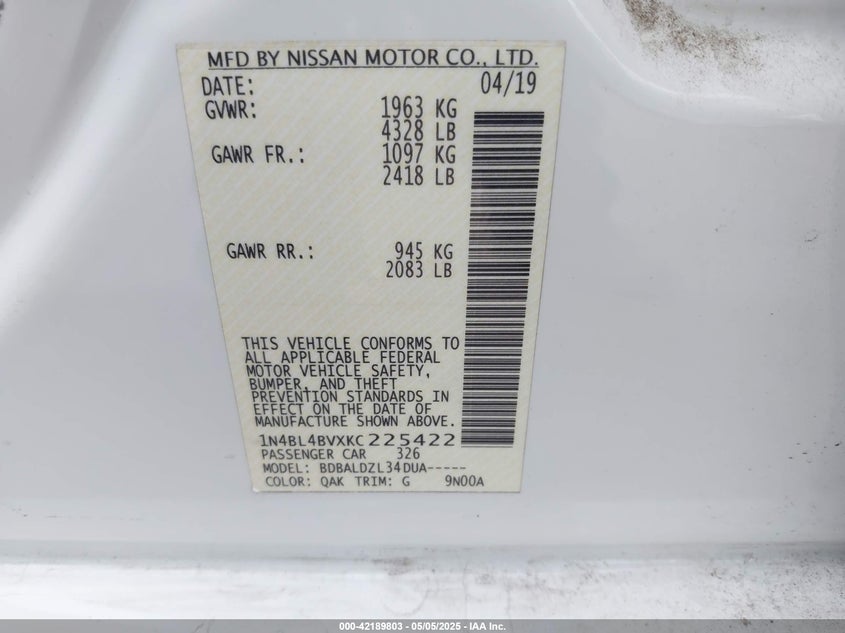 MFD BY NISSAN MOTOR CO., LTD.
DATE: 04/19
GVWR: 1963 KG
4328 LB
GAWR FR.: 1097 KG
2418 LB
GAWR RR.: 945 KG
2083 LB
THIS VEHICLE CONFORMS TO
ALL APPLICABLE FEDERAL
MOTOR VEHICLE SAFETY,
BUMPER, AND THEFT
PREVENTION STANDARDS IN
EFFECT ON THE DATE OF
MANUFACTURE SHOWN ABOVE.
1N4BL4BVXKC225422
PASSENGER CAR 326
MODEL: BDBALDZL34DUA-----
COLOR: QAK TRIM: G 9N00A
000-42189803 — 05/05/2025 — IAA Inc.